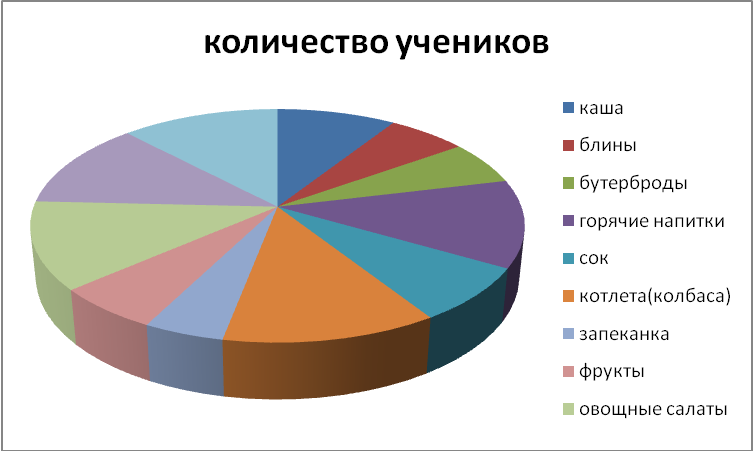 количество учеников
каша
блины
бутерброды
горячие напитки
сок
котлета(колбаса)
запеканка
фрукты
овощные салаты